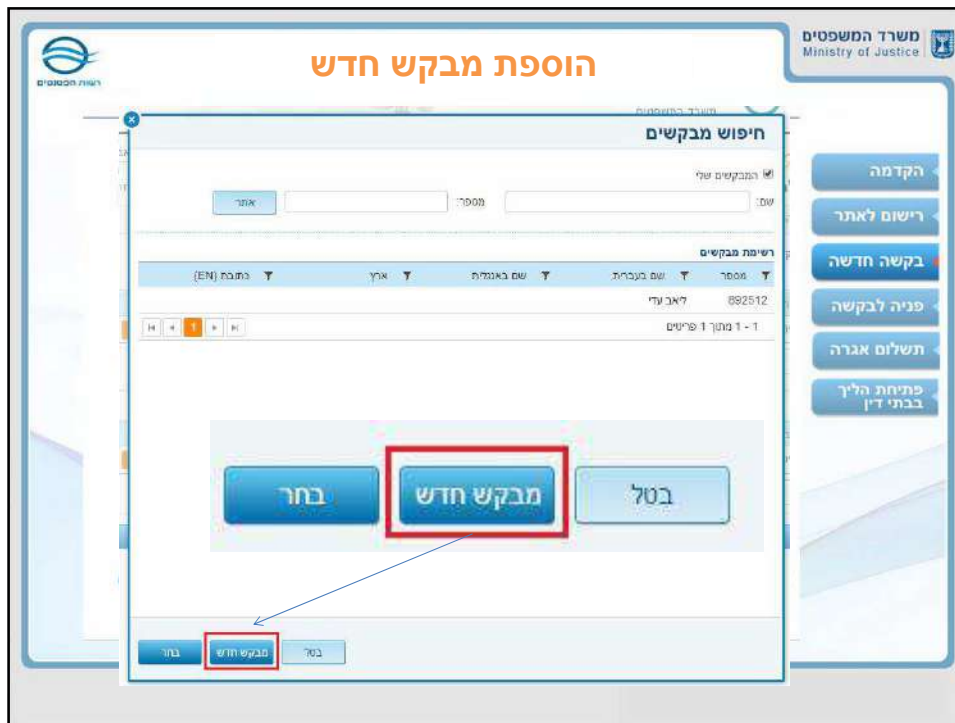 משרד המשפטים
Ministry of Justice
רשות הפטנטים
הוספת מבקש חדש
חיפוש מבקשים
המבקשים שלי
שם:
מספר:
אתר
רשימת מבקשים
מספר שם בעברית שם באנגלית ארץ כתובת (EN)
892512 ליאב עדי
1 - 1 מתוך 1 פריטים
1
בטל מבקש חדש בחר
בטל מבקש חדש בחר
הקדמה
רישום לאתר
בקשה חדשה
פניה לבקשה
תשלום אגרה
פתיחת הליך
בבתי דין